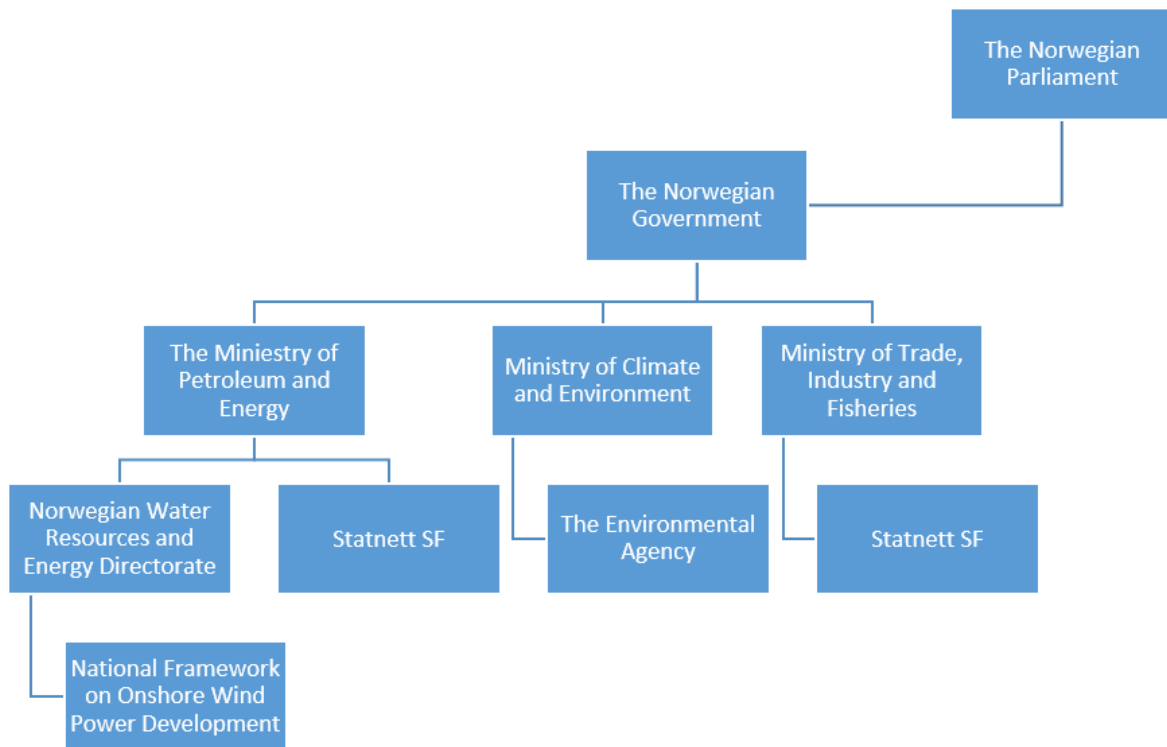 The Norwegian
Parliament
The Norwegian
Government
The Miniestry of
Petroleum and
Energy
Ministry of Climate
and Environment
Ministry of Trade,
Industry and
Fisheries
Norwegian Water
Resources and
Energy Directorate
Statnett SF
The Environmental
Agency
Statnett SF
National Framework
on Onshore Wind
Power Development